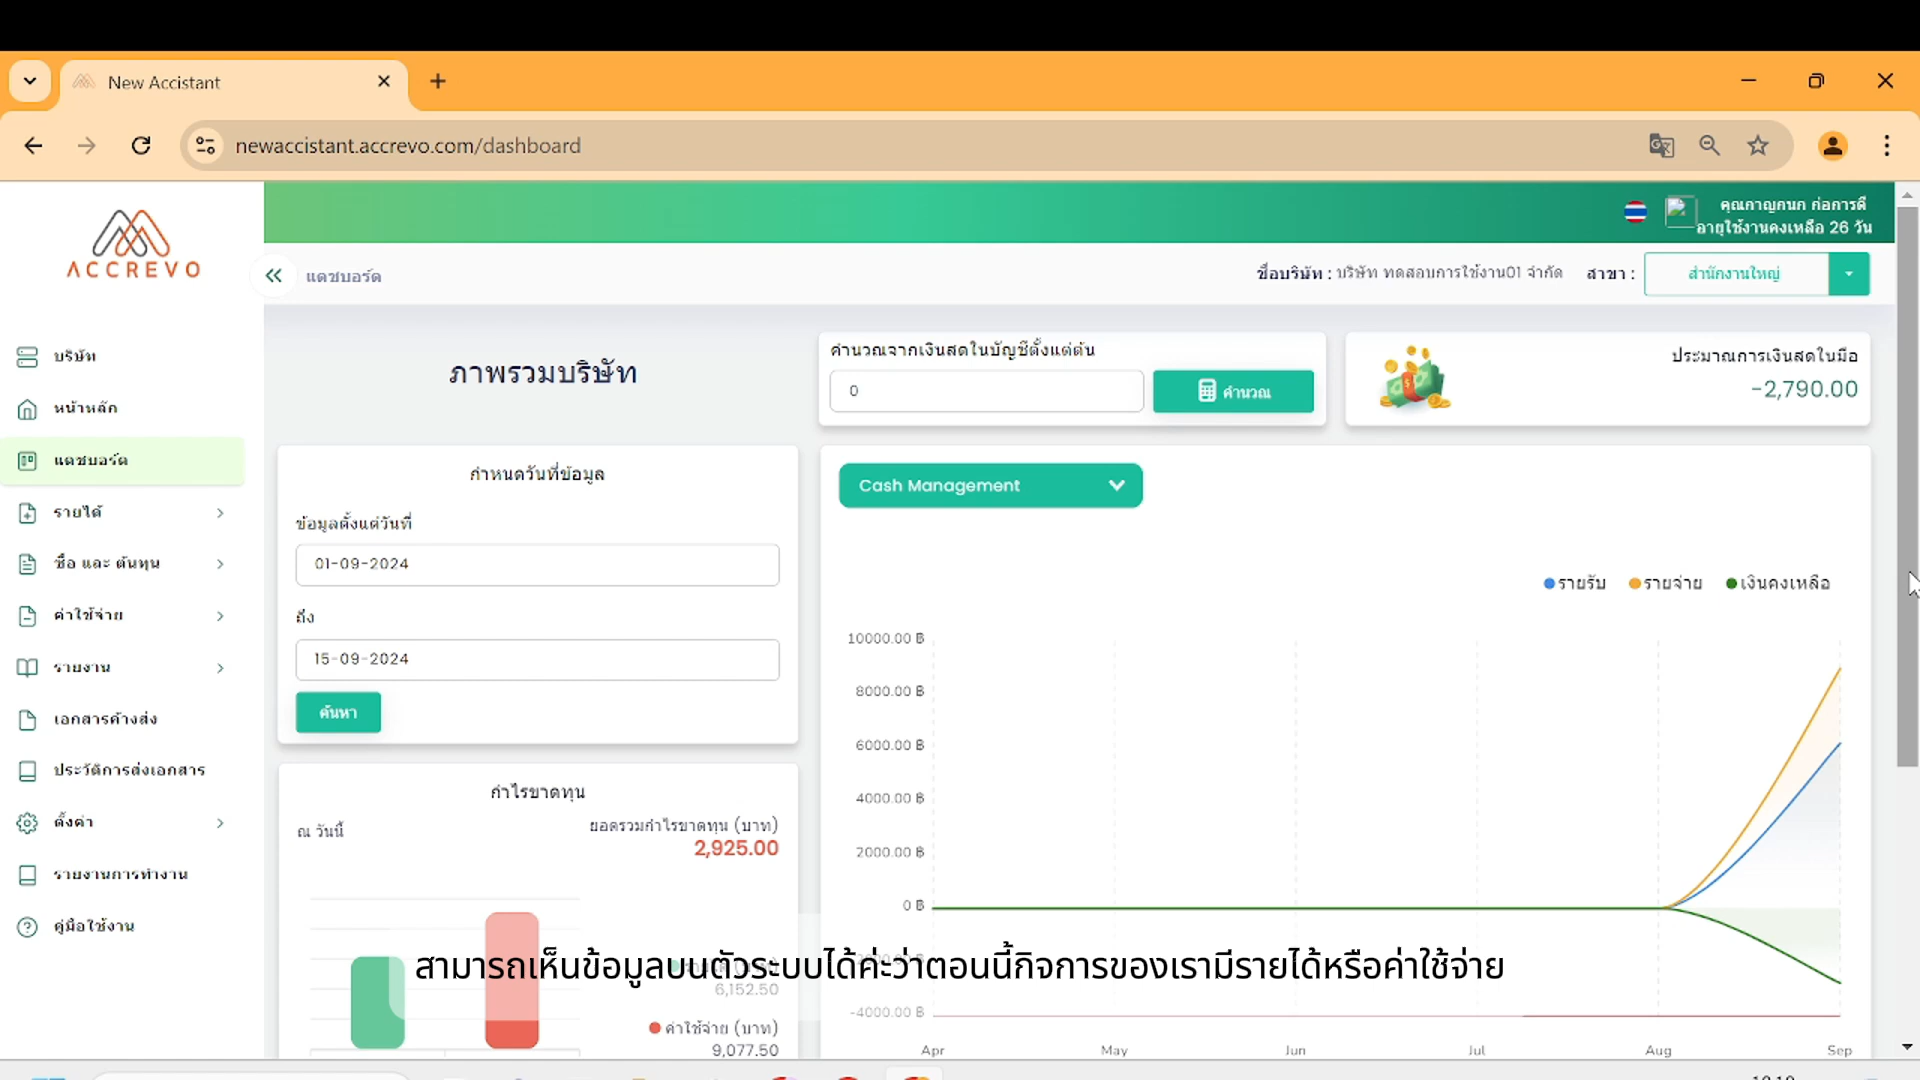 New Accistant
newaccistant.accrevo.com/dashboard
ACCREVO
คุณกาญกนก ก่อการดี
อายุใช้งานคงเหลือ 26 วัน
แดชบอร์ด
ชื่อบริษัท : บริษัท ทดสอบการใช้งาน01 จำกัด สาขา : สำนักงานใหญ่
บริษัท
หน้าหลัก
แดชบอร์ด
รายได้
ซื้อ และ ต้นทุน
ค่าใช้จ่าย
รายงาน
เอกสารค้างส่ง
ประวัติการส่งเอกสาร
ตั้งค่า
รายงานการทำงาน
คู่มือใช้งาน
ภาพรวมบริษัท
คำนวณจากเงินสดในบัญชีตั้งแต่ต้น
0
คำนวณ
ประมาณการเงินสดในมือ
-2,790.00
กำหนดวันที่ข้อมูล
ข้อมูลตั้งแต่วันที่
01-09-2024
ถึง
15-09-2024
ค้นหา
กำไรขาดทุน
ณ วันนี้
ยอดรวมกำไรขาดทุน (บาท)
2,925.00
6,152.50
ค่าใช้จ่าย (บาท)
9,077.50
Cash Management
รายรับ รายจ่าย เงินคงเหลือ
10000.00 ฿
8000.00 ฿
6000.00 ฿
4000.00 ฿
2000.00 ฿
0 ฿
-4000.00 ฿
Apr May Jun Jul Aug Sep
สามารถเห็นข้อมูลบนตัวระบบได้ค่ะว่าตอนนี้กิจการของเรามีรายได้หรือค่าใช้จ่าย